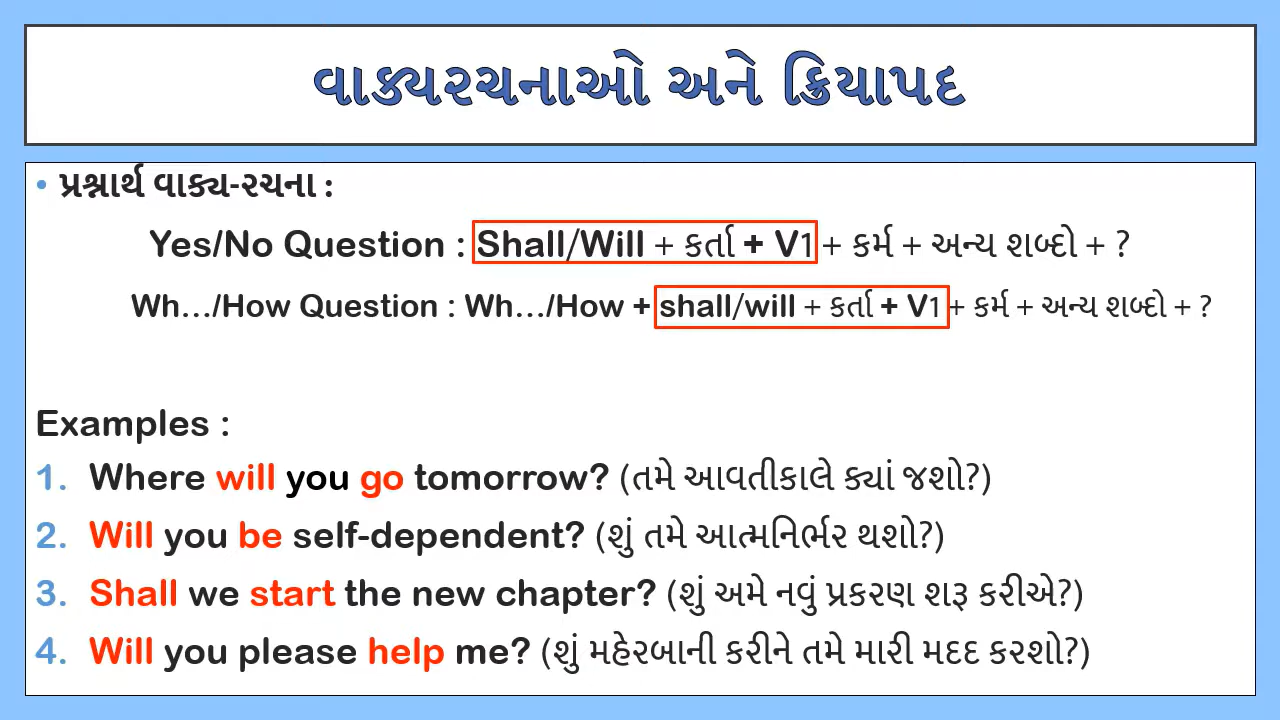 વાક્યરચનાઓ અને ક્રિયાપદ
• પ્રશ્નાર્થ વાક્ય-રચના :
Yes/No Question : Shall/Will + કર્તા + V1 + કર્મ + અન્ય શબ્દો + ?
Wh…/How Question : Wh…/How + shall/will + કર્તા + V1 + કર્મ + અન્ય શબ્દો + ?
Examples :
1. Where will you go tomorrow? (તમે આવતીકાલે ક્યાં જશો?)
2. Will you be self-dependent? (શું તમે આત્મનિર્ભર થશો?)
3. Shall we start the new chapter? (શું અમે નવું પ્રકરણ શરૂ કરીએ?)
4. Will you please help me? (શું મહેરબાની કરીને તમે મારી મદદ કરશો?)